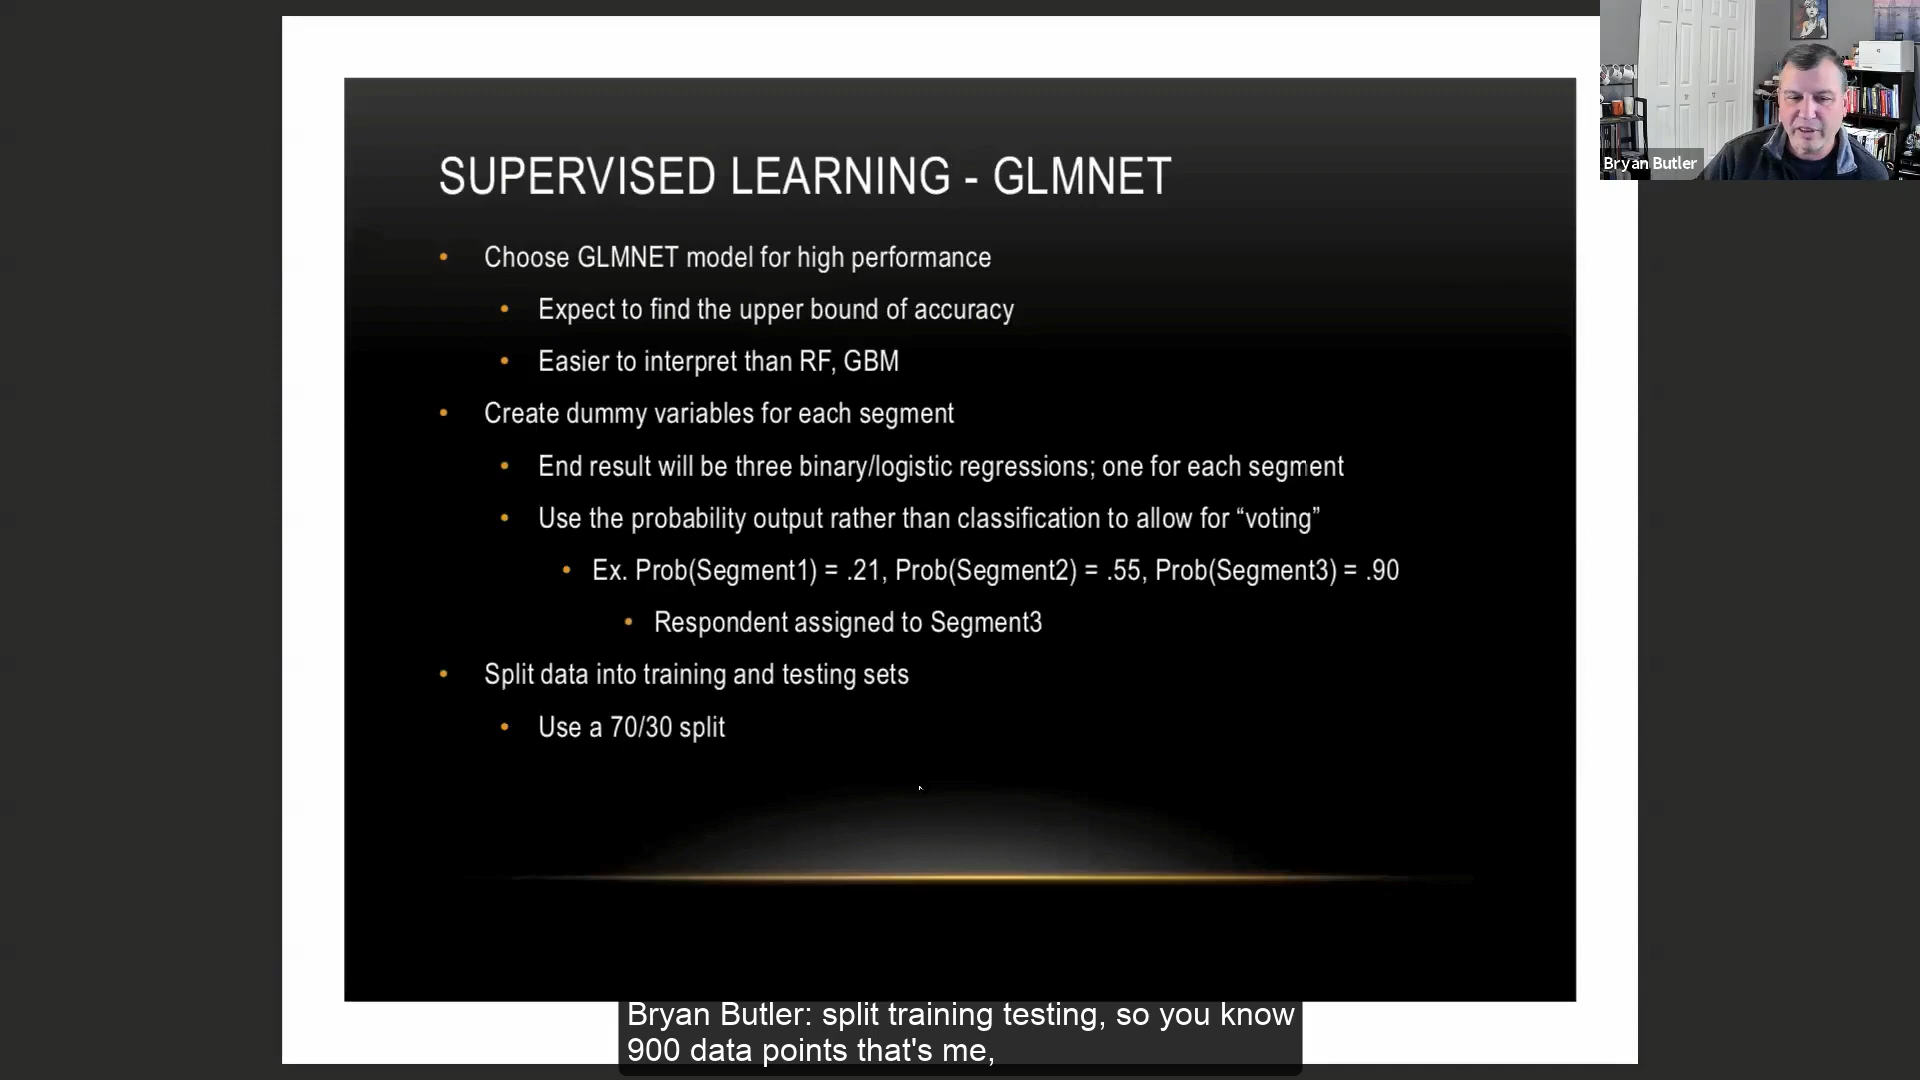 SUPERVISED LEARNING - GLMNET
• Choose GLMNET model for high performance
• Expect to find the upper bound of accuracy
• Easier to interpret than RF, GBM
• Create dummy variables for each segment
• End result will be three binary/logistic regressions; one for each segment
• Use the probability output rather than classification to allow for “voting”
• Ex. Prob(Segment1) = .21, Prob(Segment2) = .55, Prob(Segment3) = .90
• Respondent assigned to Segment3
• Split data into training and testing sets
• Use a 70/30 split
Bryan Butler
Bryan Butler: split training testing, so you know
900 data points that's me,